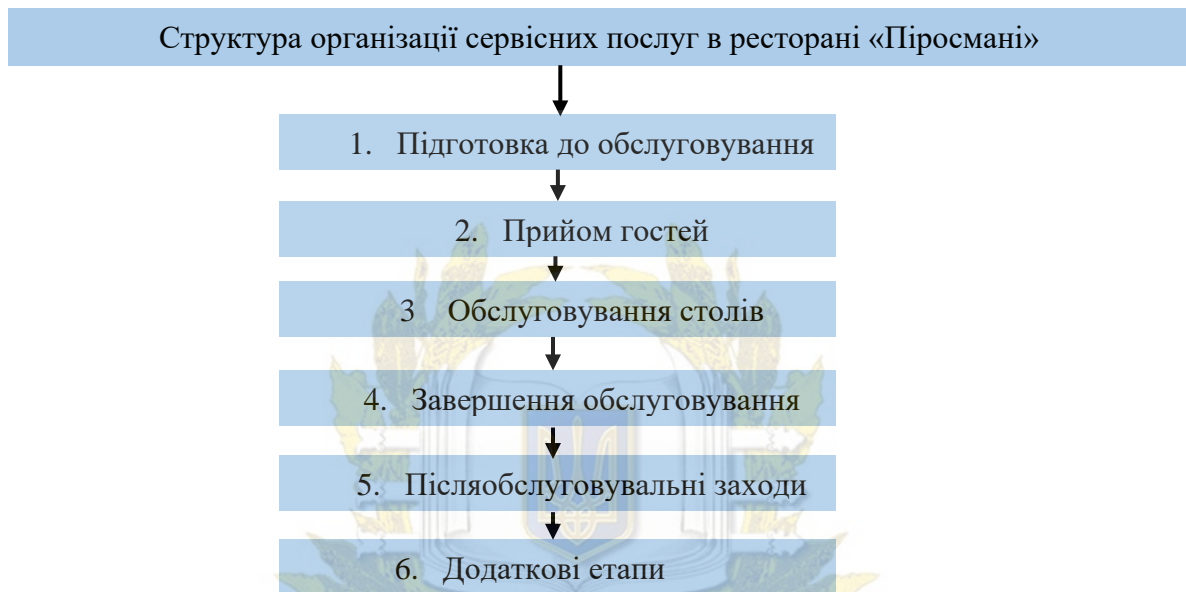 Структура організації сервісних послуг в ресторані «Піросмані»
1. Підготовка до обслуговування
2. Прийом гостей
3 Обслуговування столів
4. Завершення обслуговування
5. Післяобслуговувальні заходи
6. Додаткові етапи